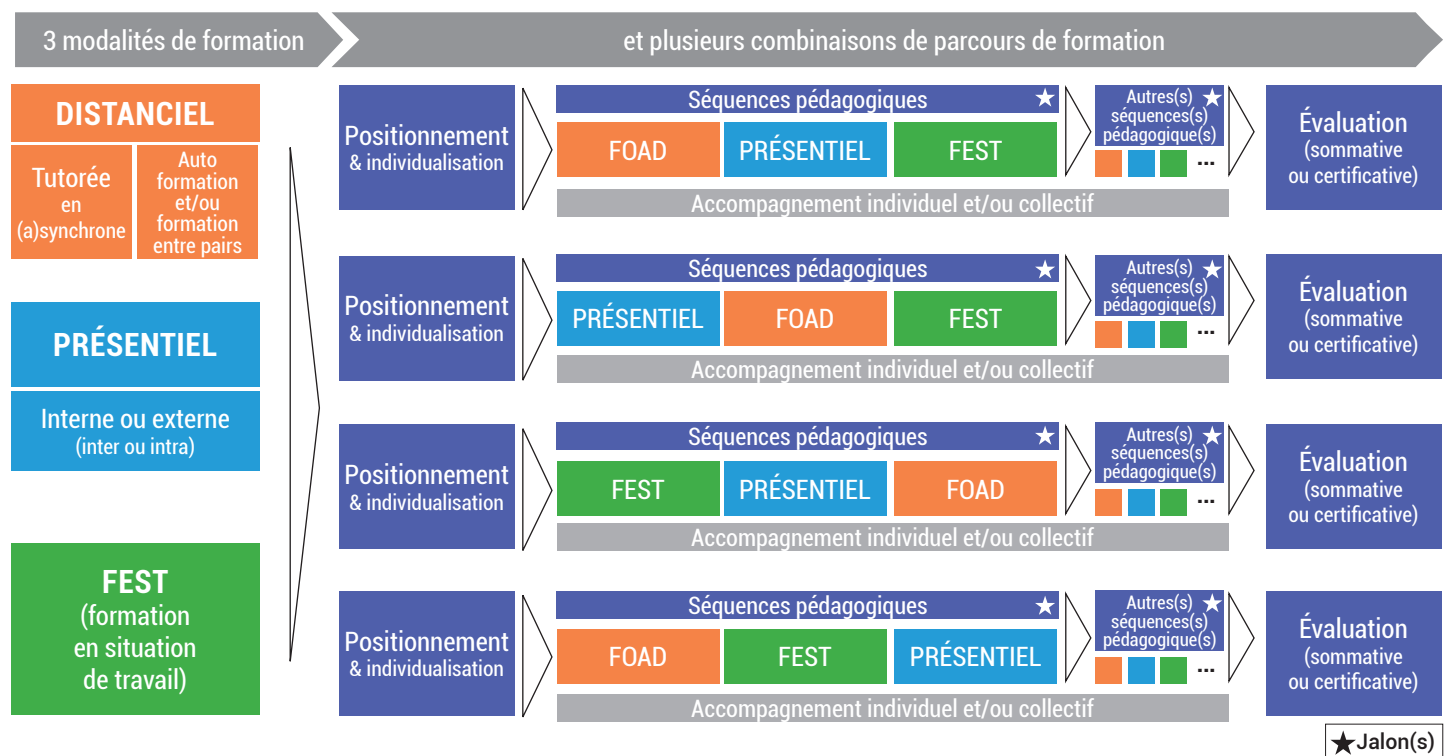 3 modalités de formation
et plusieurs combinaisons de parcours de formation
DISTANCIEL
Tutorée
en
(a)synchrone
Auto
formation
et/ou
formation
entre pairs
PRÉSENTIEL
Interne ou externe
(inter ou intra)
FEST
(formation
en situation
de travail)
Positionnement
& individualisation
Séquences pédagogiques
FOAD
PRÉSENTIEL
FEST
Accompagnement individuel et/ou collectif
Autres(s)
séquences(s)
pédagogique(s)
...
Évaluation
(sommative
ou certificative)
Positionnement
& individualisation
Séquences pédagogiques
PRÉSENTIEL
FOAD
FEST
Accompagnement individuel et/ou collectif
Autres(s)
séquences(s)
pédagogique(s)
...
Évaluation
(sommative
ou certificative)
Positionnement
& individualisation
Séquences pédagogiques
FEST
PRÉSENTIEL
FOAD
Accompagnement individuel et/ou collectif
Autres(s)
séquences(s)
pédagogique(s)
...
Évaluation
(sommative
ou certificative)
Positionnement
& individualisation
Séquences pédagogiques
FOAD
FEST
PRÉSENTIEL
Accompagnement individuel et/ou collectif
Autres(s)
séquences(s)
pédagogique(s)
...
Évaluation
(sommative
ou certificative)
★Jalon(s)